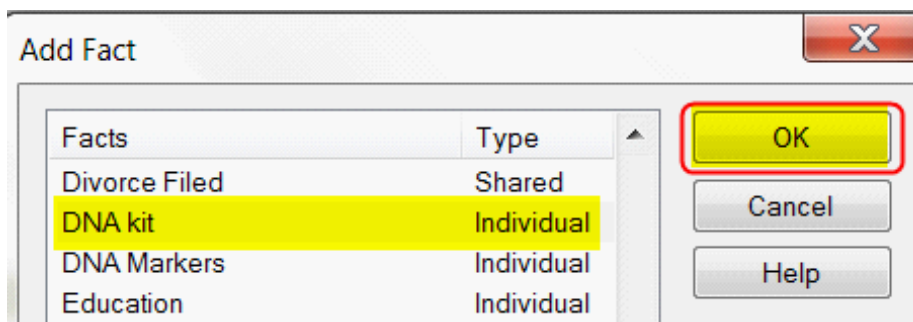 Add Fact
Facts Type
Divorce Filed Shared
DNA kit Individual
DNA Markers Individual
Education Individual
OK
Cancel
Help